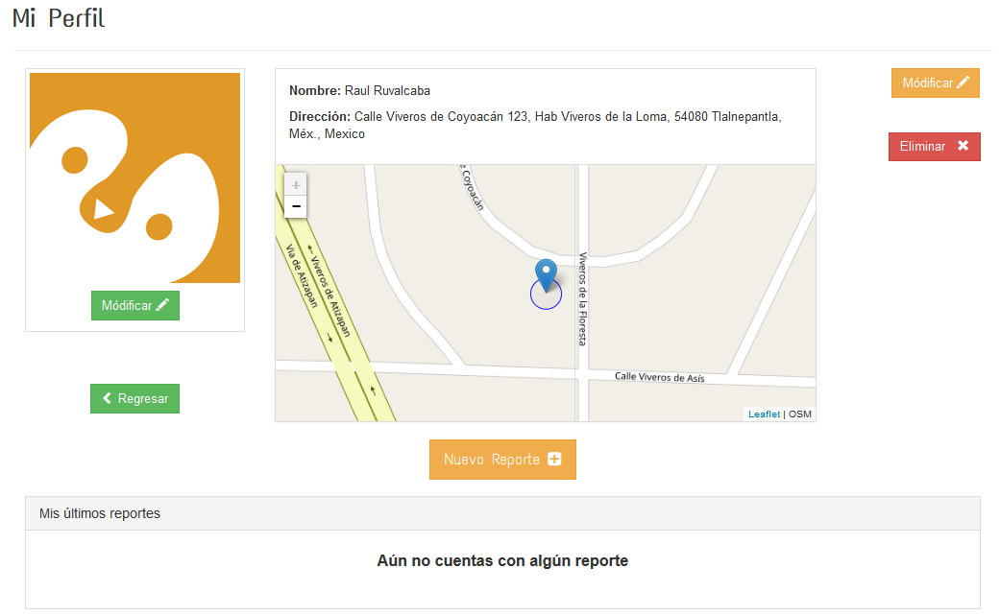 Mi Perfil
Nombre: Raul Ruvalcaba
Dirección: Calle Viveros de Coyoacán 123, Hab Viveros de la Loma, 54080 Tlalnepantla,
Méx., Mexico
Módificar
Eliminar
+
−
e Coyoacán
Viveros de Atizapan
Vía de Atizapan
Viveros de la Floresta
Calle Viveros de Asís
Leaflet | OSM
Módificar
Regresar
Nuevo Reporte
Mis últimos reportes
Aún no cuentas con algún reporte